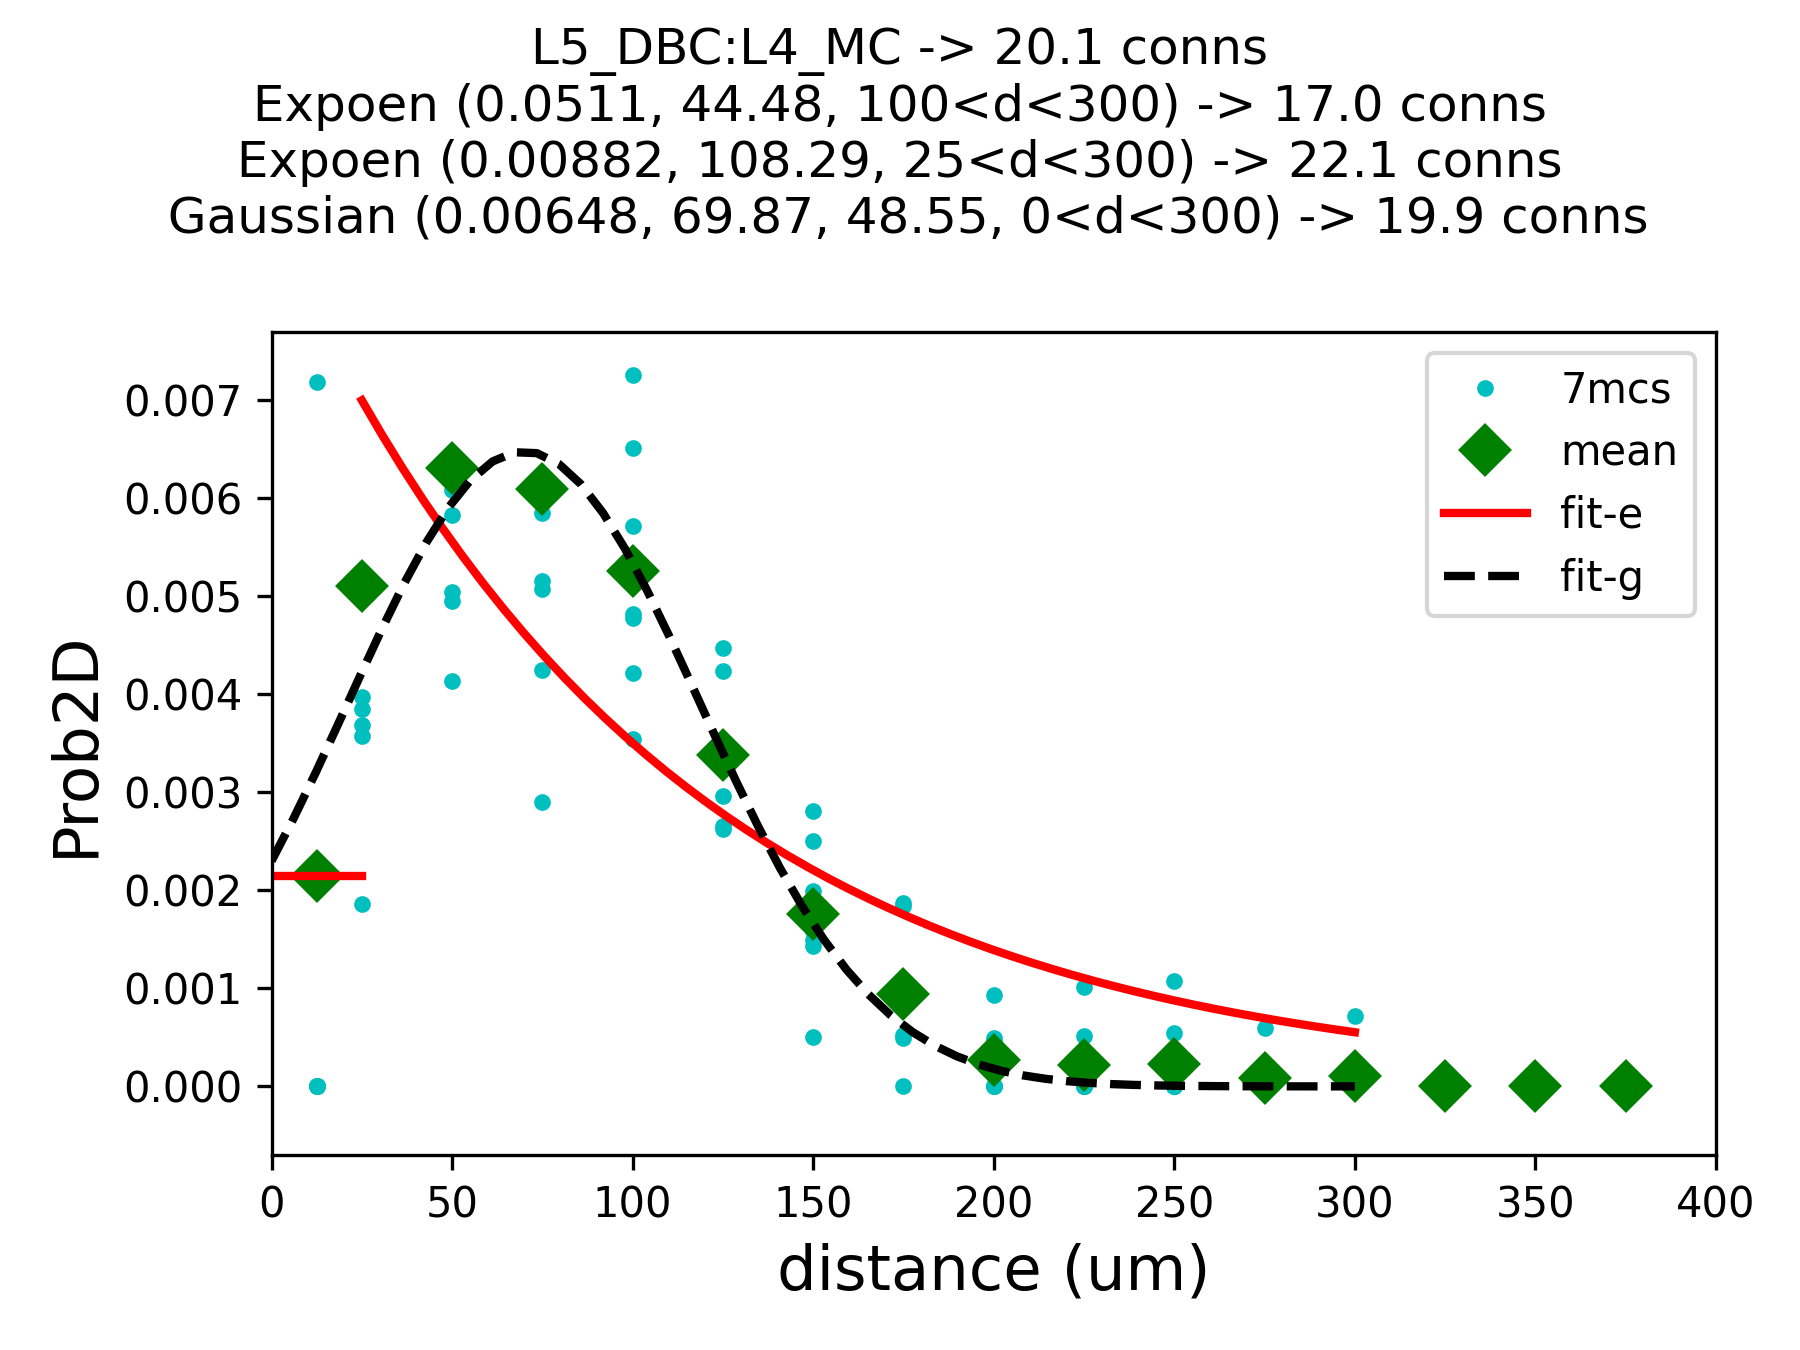 L5_DBC:L4_MC -> 20.1 conns
Expoen (0.0511, 44.48, 100<d<300) -> 17.0 conns
Expoen (0.00882, 108.29, 25<d<300) -> 22.1 conns
Gaussian (0.00648, 69.87, 48.55, 0<d<300) -> 19.9 conns
7mcs
mean
fit-e
fit-g
Prob2D
0.007
0.006
0.005
0.004
0.003
0.002
0.001
0.000
0 50 100 150 200 250 300 350 400
distance (um)